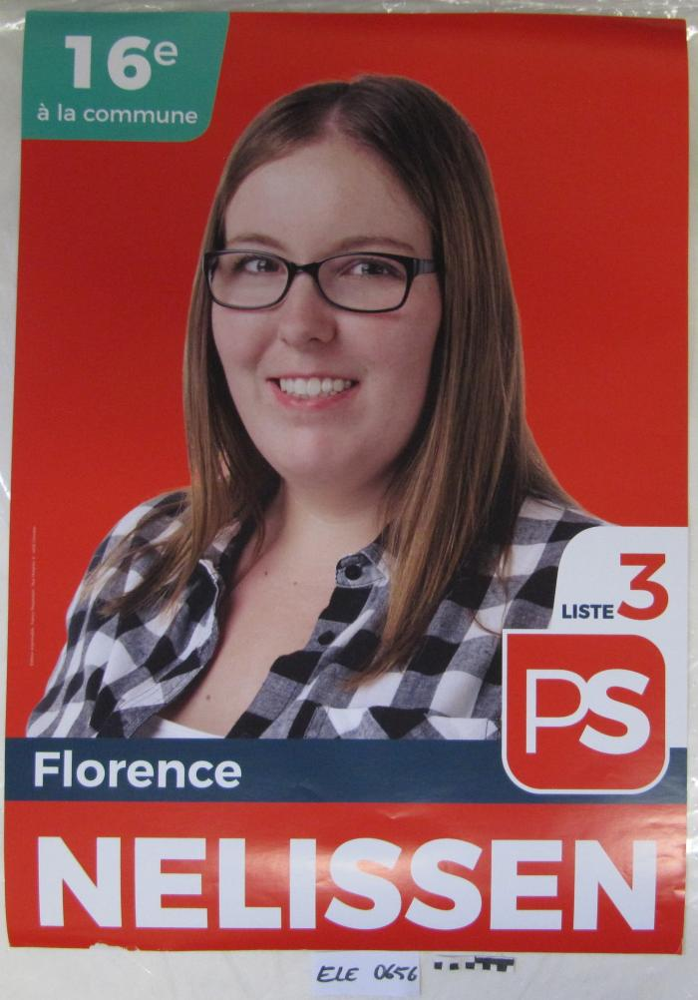 16e
à la commune
LISTE 3
PS
Florence
NELISSEN
ELE 0656